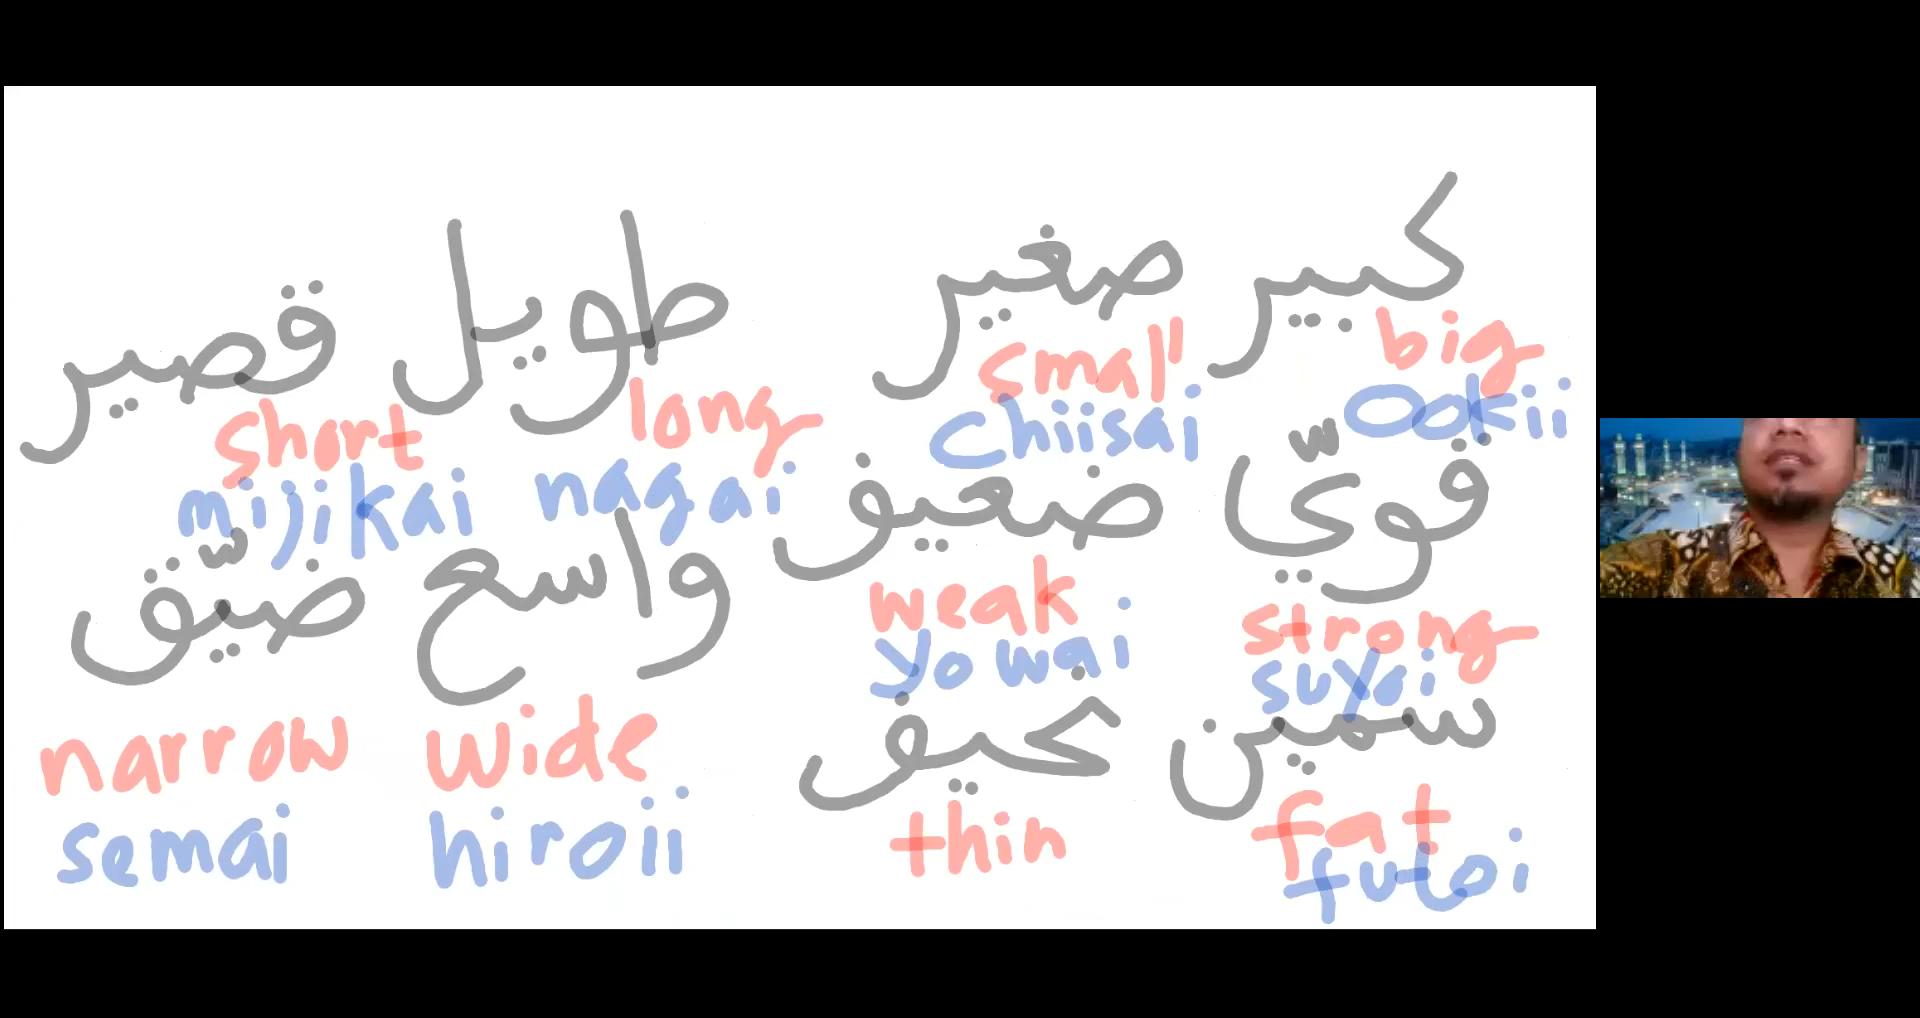 كبير صغير
big small
Ookii chiisai
طويل قصير
long short
nagai mijikai
قويّ ضعيف
strong weak
suyoi yowai
واسع ضيّق
wide narrow
hiroii semai
سمين نحيف
fat thin
futoi